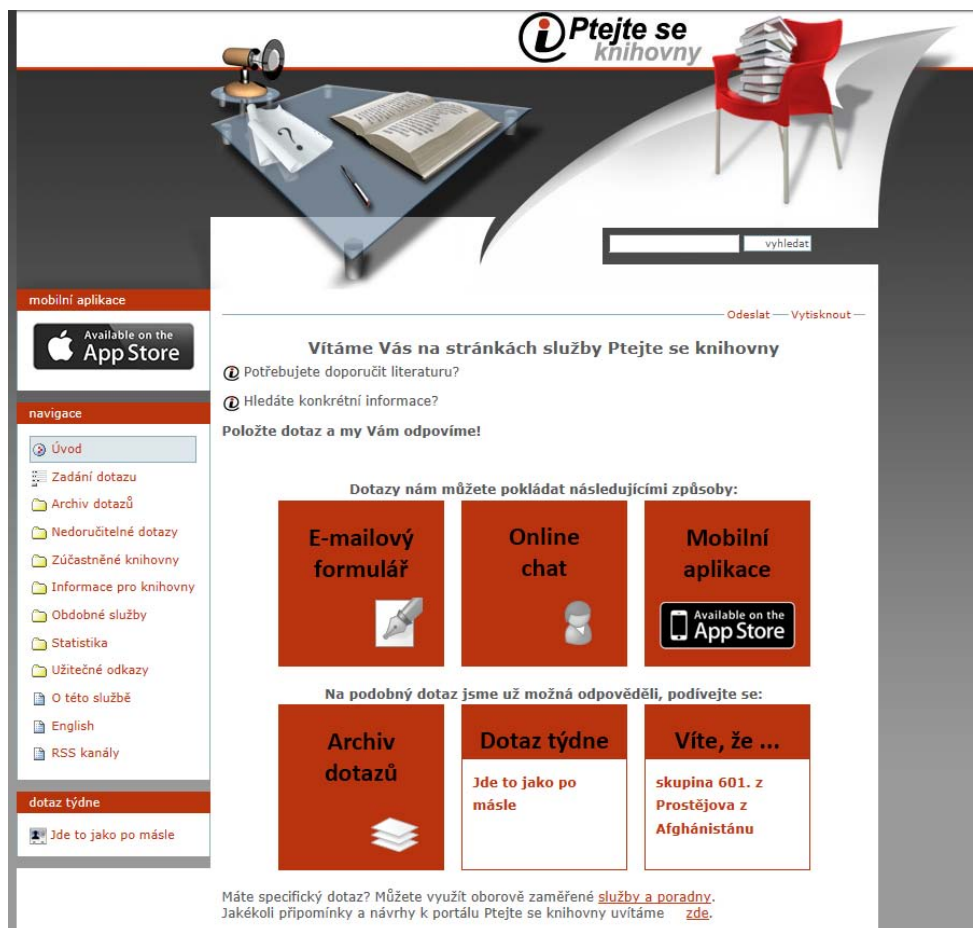 Ptejte se
knihovny
?
vyhledat
mobilní aplikace
Available on the
App Store
navigace
Úvod
Zadání dotazu
Archiv dotazů
Nedoručitelné dotazy
Zúčastněné knihovny
Informace pro knihovny
Obdobné služby
Statistika
Užitečné odkazy
O této službě
English
RSS kanály
dotaz týdne
Jde to jako po másle
Odeslat — Vytisknout
Vítáme Vás na stránkách služby Ptejte se knihovny
Potřebujete doporučit literaturu?
Hledáte konkrétní informace?
Položte dotaz a my Vám odpovíme!
Dotazy nám můžete pokládat následujícími způsoby:
E-mailový
formulář
Online
chat
Mobilní
aplikace
Available on the
App Store
Na podobný dotaz jsme už možná odpověděli, podívejte se:
Archiv
dotazů
Dotaz týdne
Jde to jako po
másle
Víte, že ...
skupina 601. z
Prostějova z
Afghánistánu
Máte specifický dotaz? Můžete využít oborově zaměřené služby a poradny.
Jakékoli připomínky a návrhy k portálu Ptejte se knihovny uvítáme zde.